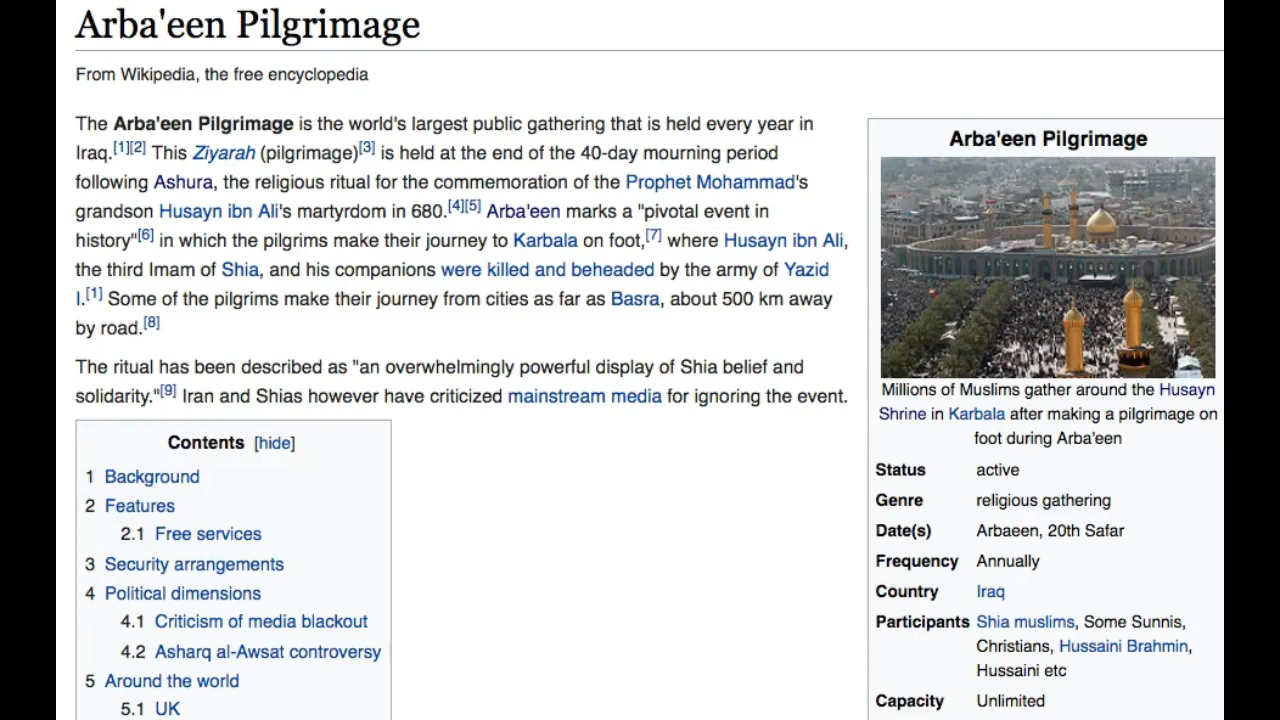 Arba'een Pilgrimage
From Wikipedia, the free encyclopedia
The Arba'een Pilgrimage is the world's largest public gathering that is held every year in
Iraq.[1][2] This Ziyarah (pilgrimage)[3] is held at the end of the 40-day mourning period
following Ashura, the religious ritual for the commemoration of the Prophet Mohammad's
grandson Husayn ibn Ali's martyrdom in 680.[4][5] Arba'een marks a "pivotal event in
history"[6] in which the pilgrims make their journey to Karbala on foot,[7] where Husayn ibn Ali,
the third Imam of Shia, and his companions were killed and beheaded by the army of Yazid
I.[1] Some of the pilgrims make their journey from cities as far as Basra, about 500 km away
by road.[8]
The ritual has been described as "an overwhelmingly powerful display of Shia belief and
solidarity."[9] Iran and Shias however have criticized mainstream media for ignoring the event.
Contents [hide]
1 Background
2 Features
2.1 Free services
3 Security arrangements
4 Political dimensions
4.1 Criticism of media blackout
4.2 Asharq al-Awsat controversy
5 Around the world
5.1 UK
Arba'een Pilgrimage
Millions of Muslims gather around the Husayn
Shrine in Karbala after making a pilgrimage on
foot during Arba'een
Status active
Genre religious gathering
Date(s) Arbaeen, 20th Safar
Frequency Annually
Country Iraq
Participants Shia muslims, Some Sunnis,
Christians, Hussaini Brahmin,
Hussaini etc
Capacity Unlimited